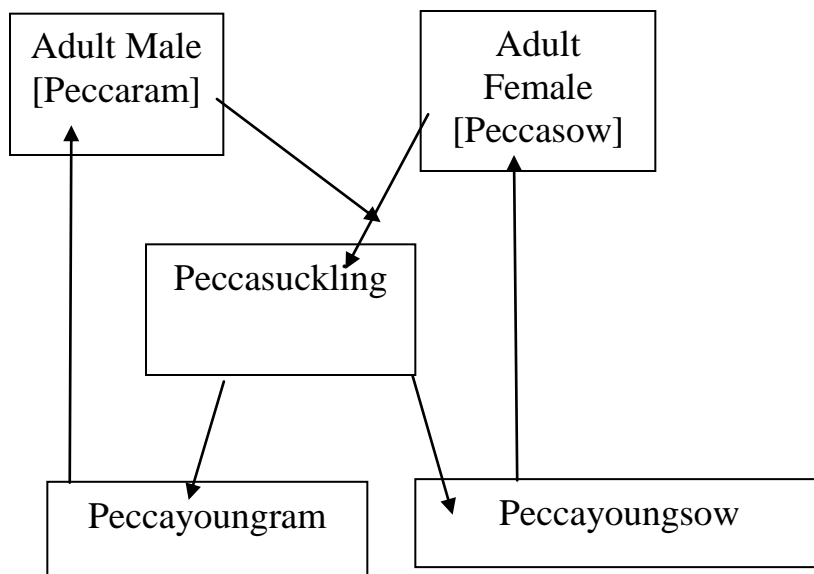 Adult Male
[Peccaram]
Adult
Female
[Peccasow]
Peccasuckling
Peccayoungram
Peccayoungsow